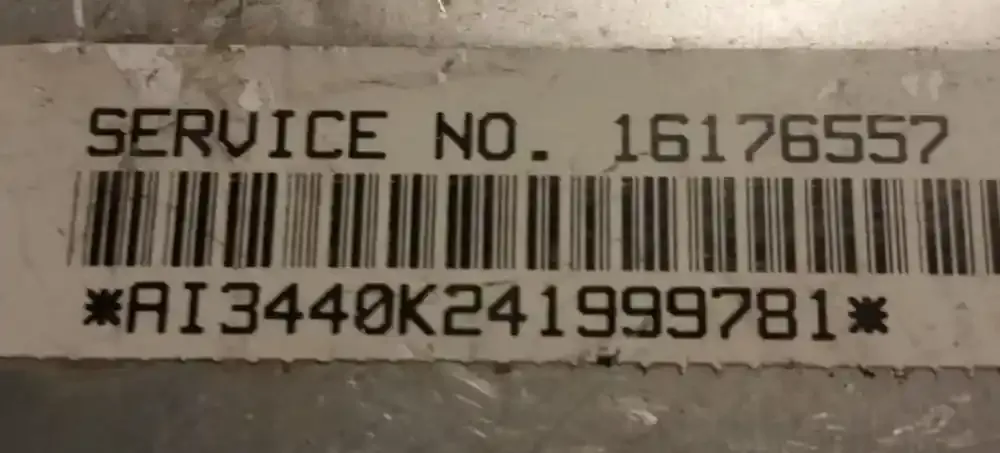 SERVICE NO. 16176557
*AI3440K241999781*